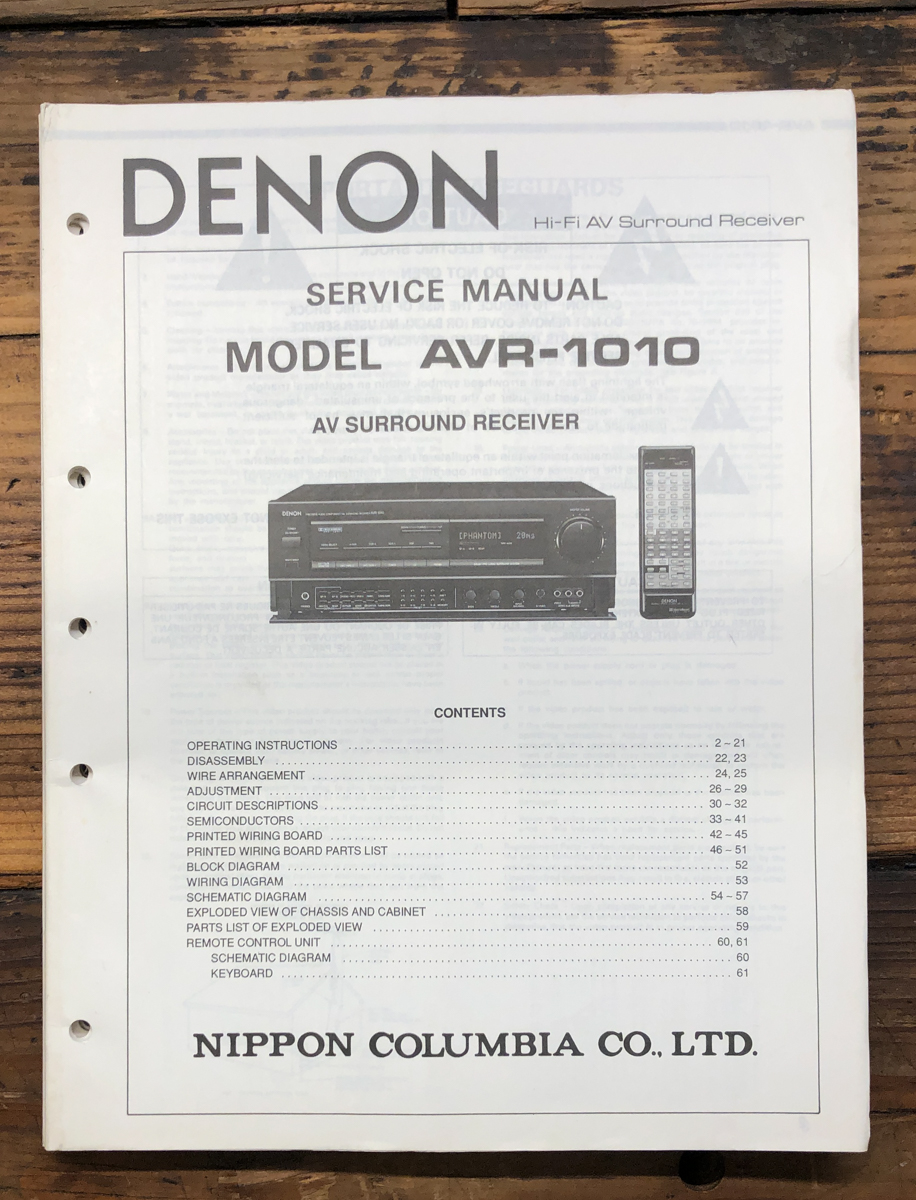 DENON
Hi-Fi AV Surround Receiver
SERVICE MANUAL
MODEL AVR-1010
AV SURROUND RECEIVER
DENON
[PHANTOM] 20ms
DENON
CONTENTS
OPERATING INSTRUCTIONS ........ 2 ~ 21
DISASSEMBLY ........ 22, 23
WIRE ARRANGEMENT ........ 24, 25
ADJUSTMENT ........ 26 ~ 29
CIRCUIT DESCRIPTIONS ........ 30 ~ 32
SEMICONDUCTORS ........ 33 ~ 41
PRINTED WIRING BOARD ........ 42 ~ 45
PRINTED WIRING BOARD PARTS LIST ........ 46 ~ 51
BLOCK DIAGRAM ........ 52
WIRING DIAGRAM ........ 53
SCHEMATIC DIAGRAM ........ 54 ~ 57
EXPLODED VIEW OF CHASSIS AND CABINET ........ 58
PARTS LIST OF EXPLODED VIEW ........ 59
REMOTE CONTROL UNIT ........ 60, 61
SCHEMATIC DIAGRAM ........ 60
KEYBOARD ........ 61
NIPPON COLUMBIA CO., LTD.